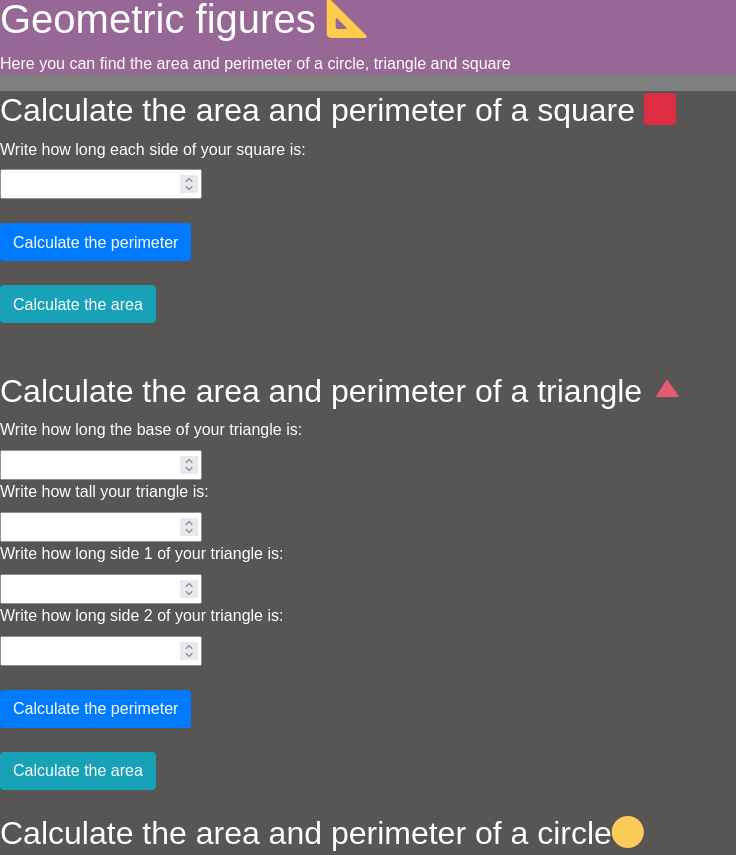 Geometric figures
Here you can find the area and perimeter of a circle, triangle and square
Calculate the area and perimeter of a square
Write how long each side of your square is:
Calculate the perimeter
Calculate the area
Calculate the area and perimeter of a triangle
Write how long the base of your triangle is:
Write how tall your triangle is:
Write how long side 1 of your triangle is:
Write how long side 2 of your triangle is:
Calculate the perimeter
Calculate the area
Calculate the area and perimeter of a circle